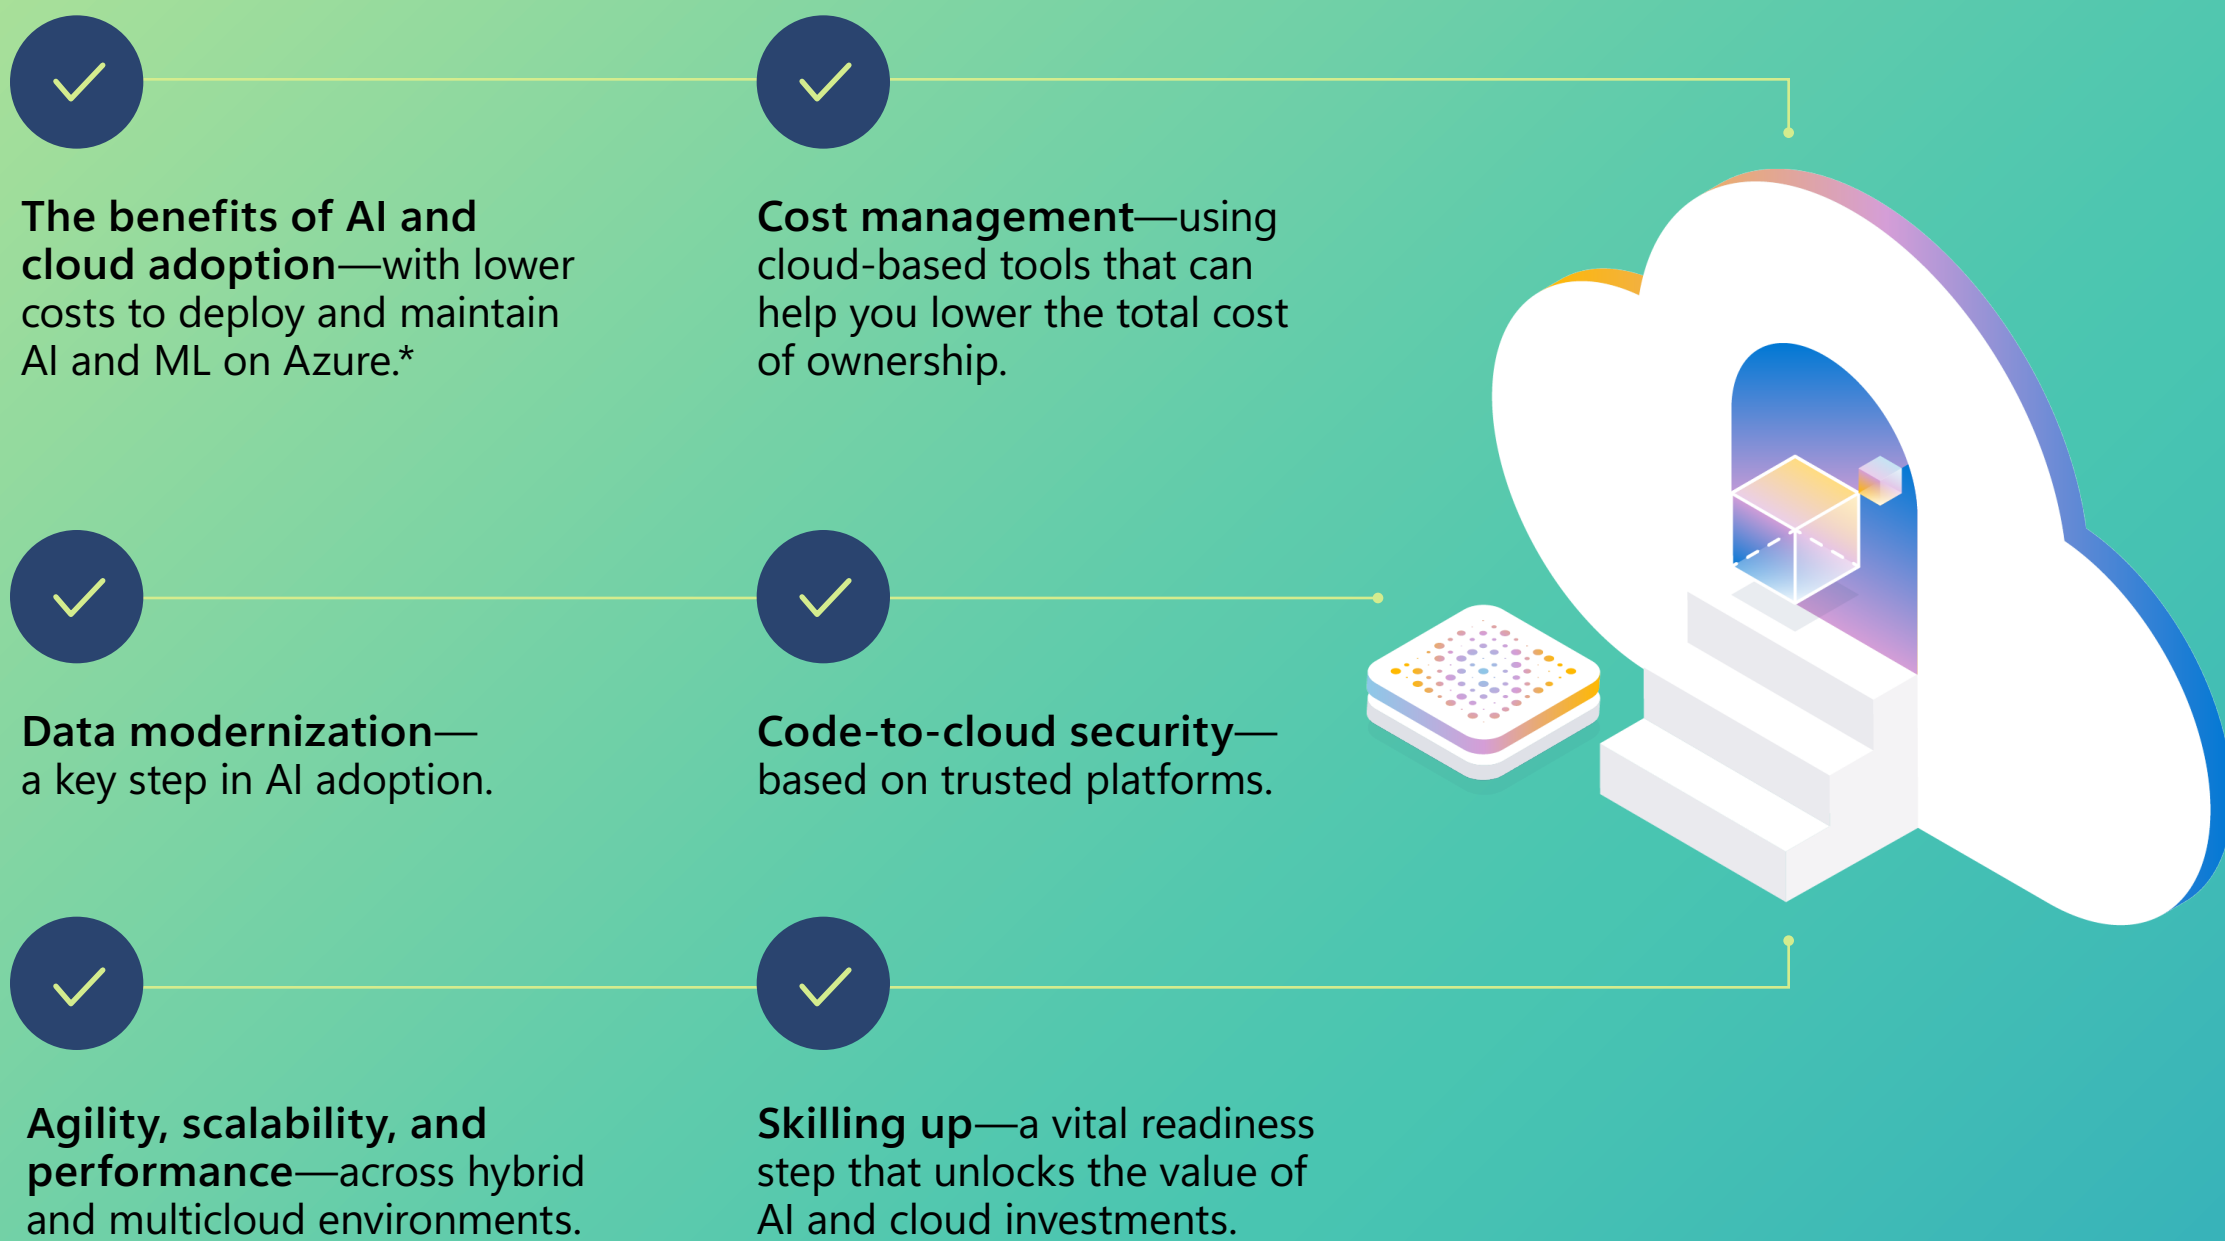 The benefits of AI and
cloud adoption—with lower
costs to deploy and maintain
AI and ML on Azure.*
Cost management—using
cloud-based tools that can
help you lower the total cost
of ownership.
Data modernization—
a key step in AI adoption.
Code-to-cloud security—
based on trusted platforms.
Agility, scalability, and
performance—across hybrid
and multicloud environments.
Skilling up—a vital readiness
step that unlocks the value of
AI and cloud investments.